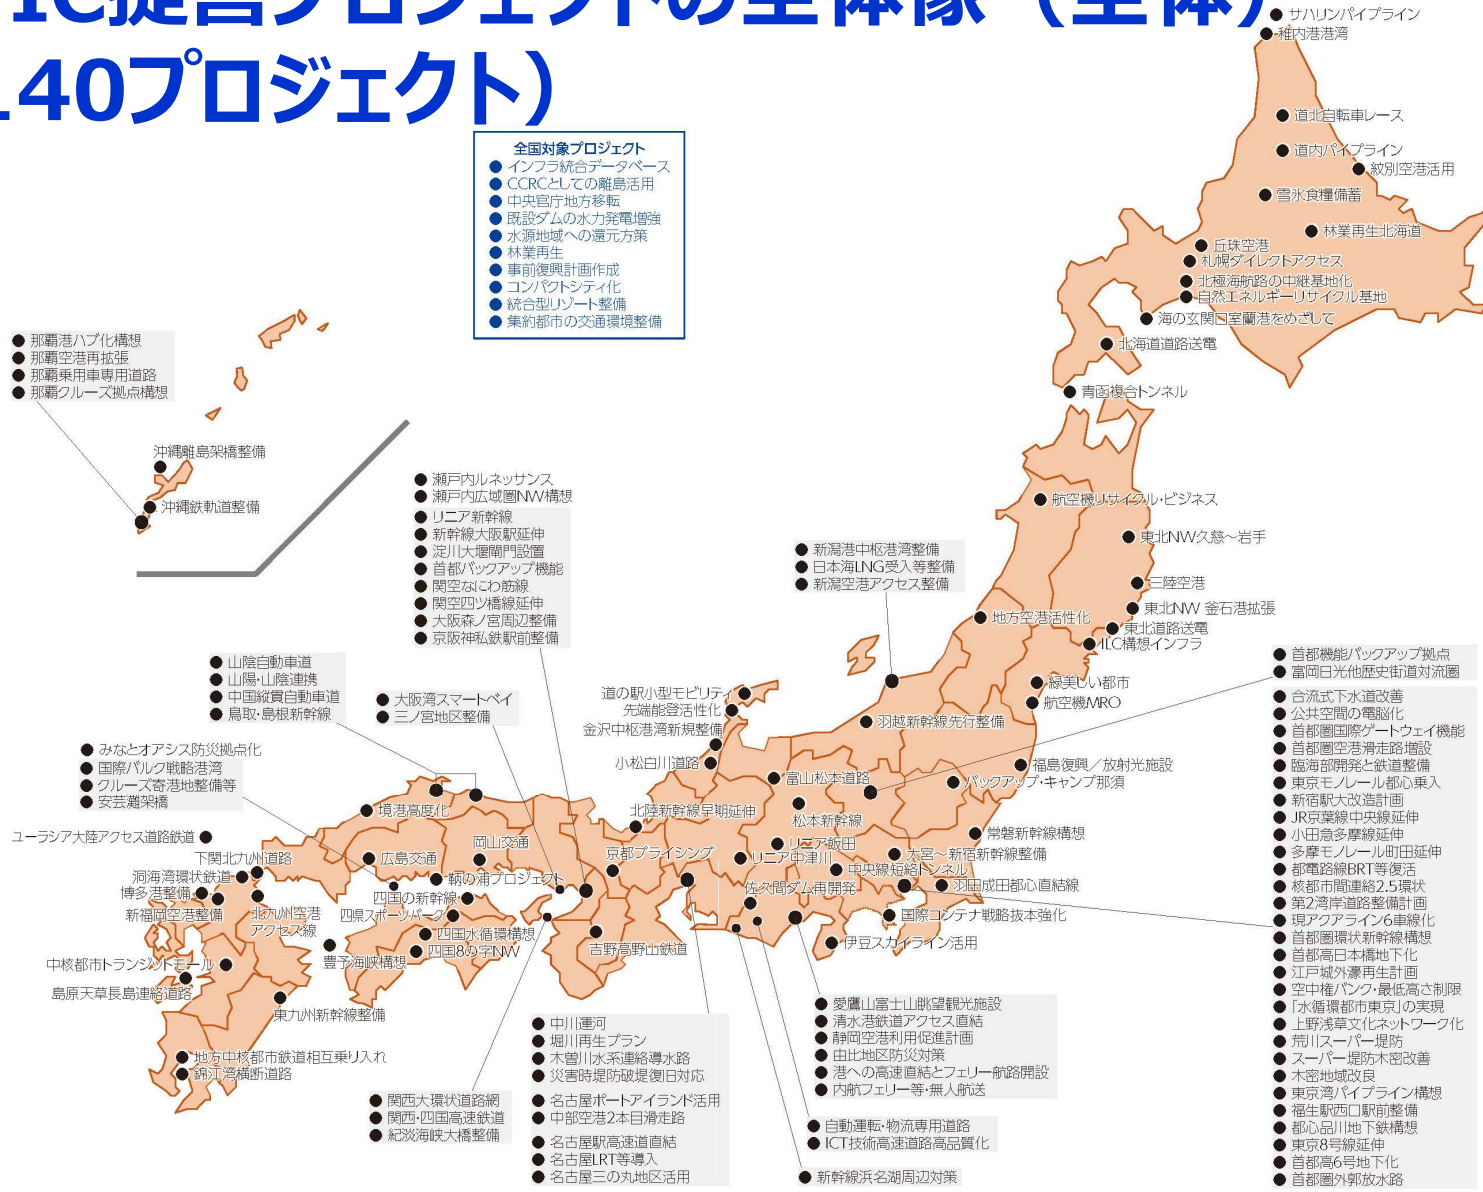 IC提言プロジェクトの全体像（全体）
140プロジェクト）
全国対象プロジェクト
インフラ統合データベース
CCRCとしての離島活用
中央官庁地方移転
既設ダムの水力発電増強
水源地域への還元方策
林業再生
事前復興計画作成
コンパクトシティ化
統合型リゾート整備
集約都市の交通環境整備
サハリンパイプライン
稚内港港湾
道北自転車レース
道内パイプライン
紋別空港活用
雪氷食糧備蓄
林業再生北海道
丘珠空港
札幌ダイレクトアクセス
北極海航路の中継基地化
自然エネルギーリサイクル基地
海の玄関口室蘭港をめざして
北海道道路送電
青函複合トンネル
那覇港ハブ化構想
那覇空港再拡張
那覇乗用車専用道路
那覇クルーズ拠点構想
沖縄離島架橋整備
沖縄鉄軌道整備
瀬戸内ルネッサンス
瀬戸内広域圏NW構想
リニア新幹線
新幹線大阪駅延伸
淀川大堰閘門設置
首都バックアップ機能
関空なにわ筋線
関空四ツ橋線延伸
大阪森ノ宮周辺整備
京阪神私鉄駅前整備
新潟港中枢港湾整備
日本海LNG受入等整備
新潟空港アクセス整備
航空機リサイクル・ビジネス
東北NW久慈～岩手
三陸空港
東北NW 釜石港拡張
地方空港活性化
東北道路送電
ILC構想インフラ
緑美しい都市
航空機MRO
羽越新幹線先行整備
福島復興／放射光施設
バックアップ・キャンプ那須
常磐新幹線構想
山陰自動車道
山陽・山陰連携
中国縦貫自動車道
鳥取・島根新幹線
大阪湾スマートベイ
三ノ宮地区整備
道の駅小型モビリティ
先端能登活性化
金沢中枢港湾新規整備
小松白川道路
富山松本道路
北陸新幹線早期延伸
松本新幹線
リニア飯田
リニア中津川
大宮～新宿新幹線整備
中央線短絡トンネル
羽田成田都心直結線
佐久間ダム再開発
国際コンテナ戦略抜本強化
伊豆スカイライン活用
みなとオアシス防災拠点化
国際バルク戦略港湾
クルーズ寄港地整備等
安芸灘架橋
境港高度化
ユーラシア大陸アクセス道路鉄道
下関北九州道路
洞海湾環状鉄道
博多港整備
新福岡空港整備
北九州空港
アクセス線
広島交通
岡山交通
鞆の浦プロジェクト
京都プライシング
四国の新幹線
四県スポーツパーク
四国水循環構想
四国8の字NW
豊予海峡構想
吉野高野山鉄道
中核都市トランジットモール
島原天草長島連絡道路
東九州新幹線整備
地方中核都市鉄道相互乗り入れ
錦江湾横断道路
関西大環状道路網
関西・四国高速鉄道
紀淡海峡大橋整備
中川運河
堀川再生プラン
木曽川水系連絡導水路
災害時堤防破堤復旧対応
名古屋ポートアイランド活用
中部空港2本目滑走路
名古屋駅高速道直結
名古屋LRT等導入
名古屋三の丸地区活用
愛鷹山富士山眺望観光施設
清水港鉄道アクセス直結
静岡空港利用促進計画
由比地区防災対策
港への高速直結とフェリー航路開設
内航フェリー等・無人航送
自動運転・物流専用道路
ICT技術高速道路高品質化
新幹線浜名湖周辺対策
首都機能バックアップ拠点
富岡日光他歴史街道対流圏
合流式下水道改善
公共空間の電脳化
首都圏国際ゲートウェイ機能
首都圏空港滑走路増設
臨海部開発と鉄道整備
東京モノレール都心乗入
新宿駅大改造計画
JR京葉線中央線延伸
小田急多摩線延伸
多摩モノレール町田延伸
都電路線BRT等復活
核都市間連絡2.5環状
第2湾岸道路整備計画
現アクアライン6車線化
首都圏環状新幹線構想
首都高日本橋地下化
江戸城外濠再生計画
空中権バンク・最低高さ制限
「水循環都市東京」の実現
上野浅草文化ネットワーク化
荒川スーパー堤防
スーパー堤防木密改善
木密地域改良
東京湾パイプライン構想
福生駅西口駅前整備
都心品川地下鉄構想
東京8号線延伸
首都高6号地下化
首都圏外郭放水路